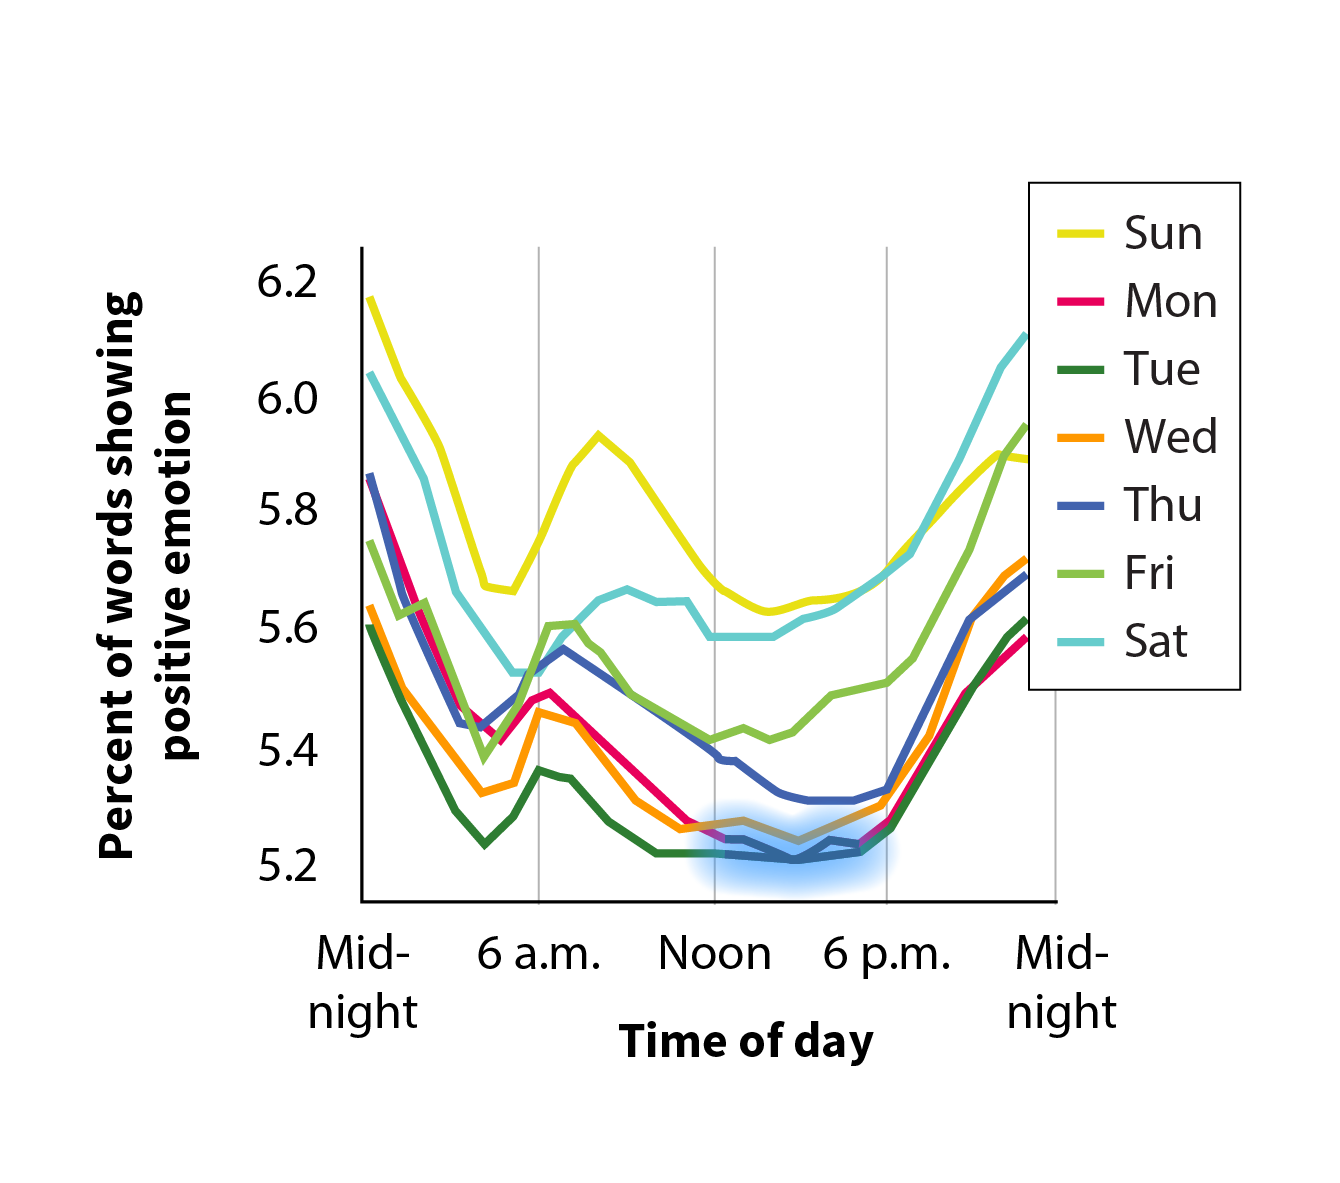 Sun
Mon
Tue
Wed
Thu
Fri
Sat
Percent of words showing
positive emotion
6.2
6.0
5.8
5.6
5.4
5.2
Mid-
night
6 a.m.
Noon
6 p.m.
Mid-
night
Time of day